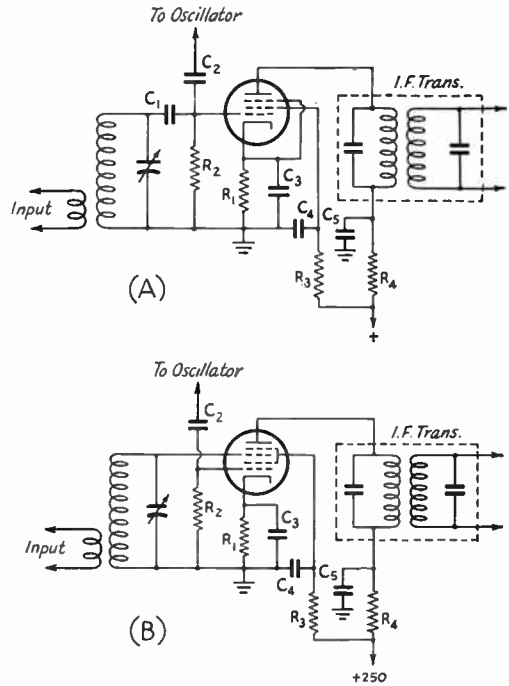 To Oscillator
C2
C1
I.F. Trans.
R2
C3
R1
Input
C4
C5
R3
R4
(A)
+
To Oscillator
C2
I.F. Trans.
R2
C3
Input
R1
C4
C5
R3
R4
(B)
+250